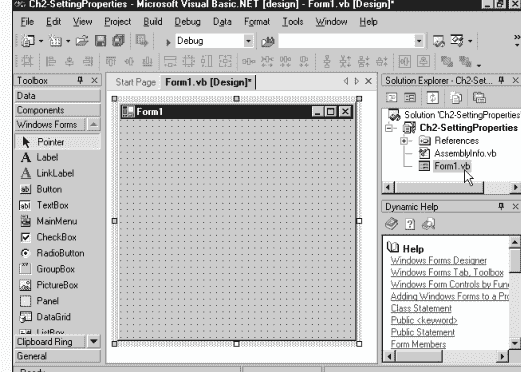 Ch2-SettingProperties - Microsoft Visual Basic.NET [design] - Form1.vb [Design]*
File Edit View Project Build Debug Data Format Tools Window Help
Debug
Toolbox
Start Page Form1.vb [Design]*
Solution Explorer - Ch2-Set...
Data
Components
Windows Forms
Form1
Pointer
Label
LinkLabel
Button
TextBox
MainMenu
CheckBox
RadioButton
GroupBox
PictureBox
Panel
DataGrid
ListBox
Clipboard Ring
General
Solution 'Ch2-SettingProperties
Ch2-SettingProperties
References
AssemblyInfo.vb
Form1.vb
Dynamic Help
Help
Windows Forms Designer
Windows Forms Tab, Toolbox
Windows Form Controls by Fun
Adding Windows Forms to a Pr
Class Statement
Public <keyword>
Public Statement
Form Members
Ready